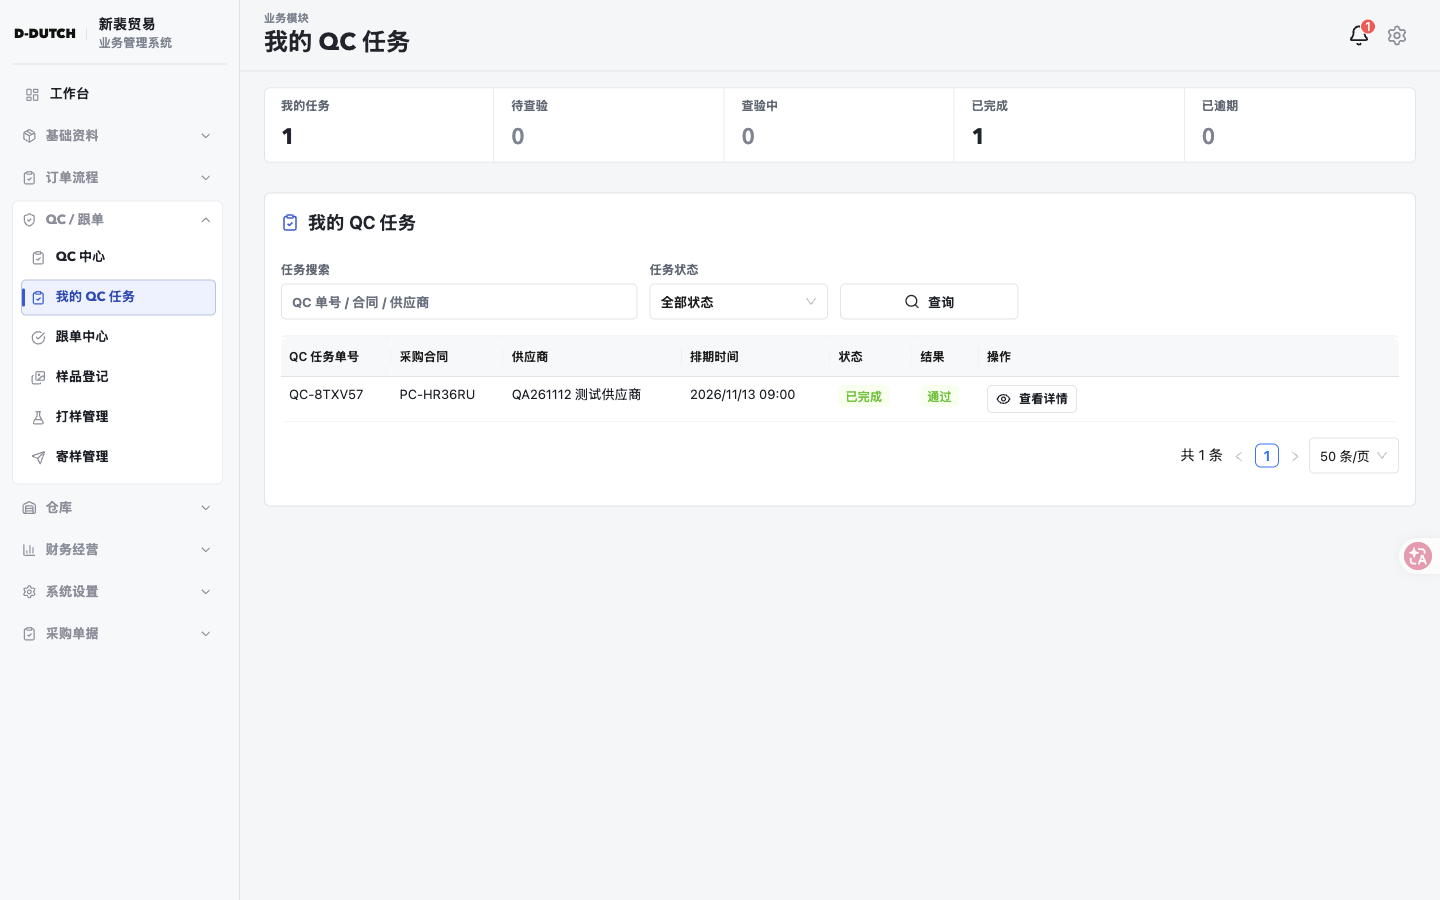 D-DUTCH
新裝贸易
业务管理系统
工作台
基础资料
订单流程
QC / 跟单
QC 中心
我的 QC 任务
跟单中心
样品登记
打样管理
寄样管理
仓库
财务经营
系统设置
采购单据
业务模块
我的 QC 任务
1
我的任务
1
待查验
0
查验中
0
已完成
1
已逾期
0
我的 QC 任务
任务搜索
QC 单号 / 合同 / 供应商
任务状态
全部状态
查询
QC 任务单号 采购合同 供应商 排期时间 状态 结果 操作
QC-8TXV57 PC-HR36RU QA261112 测试供应商 2026/11/13 09:00 已完成 通过 查看详情
共 1 条 1 50 条/页